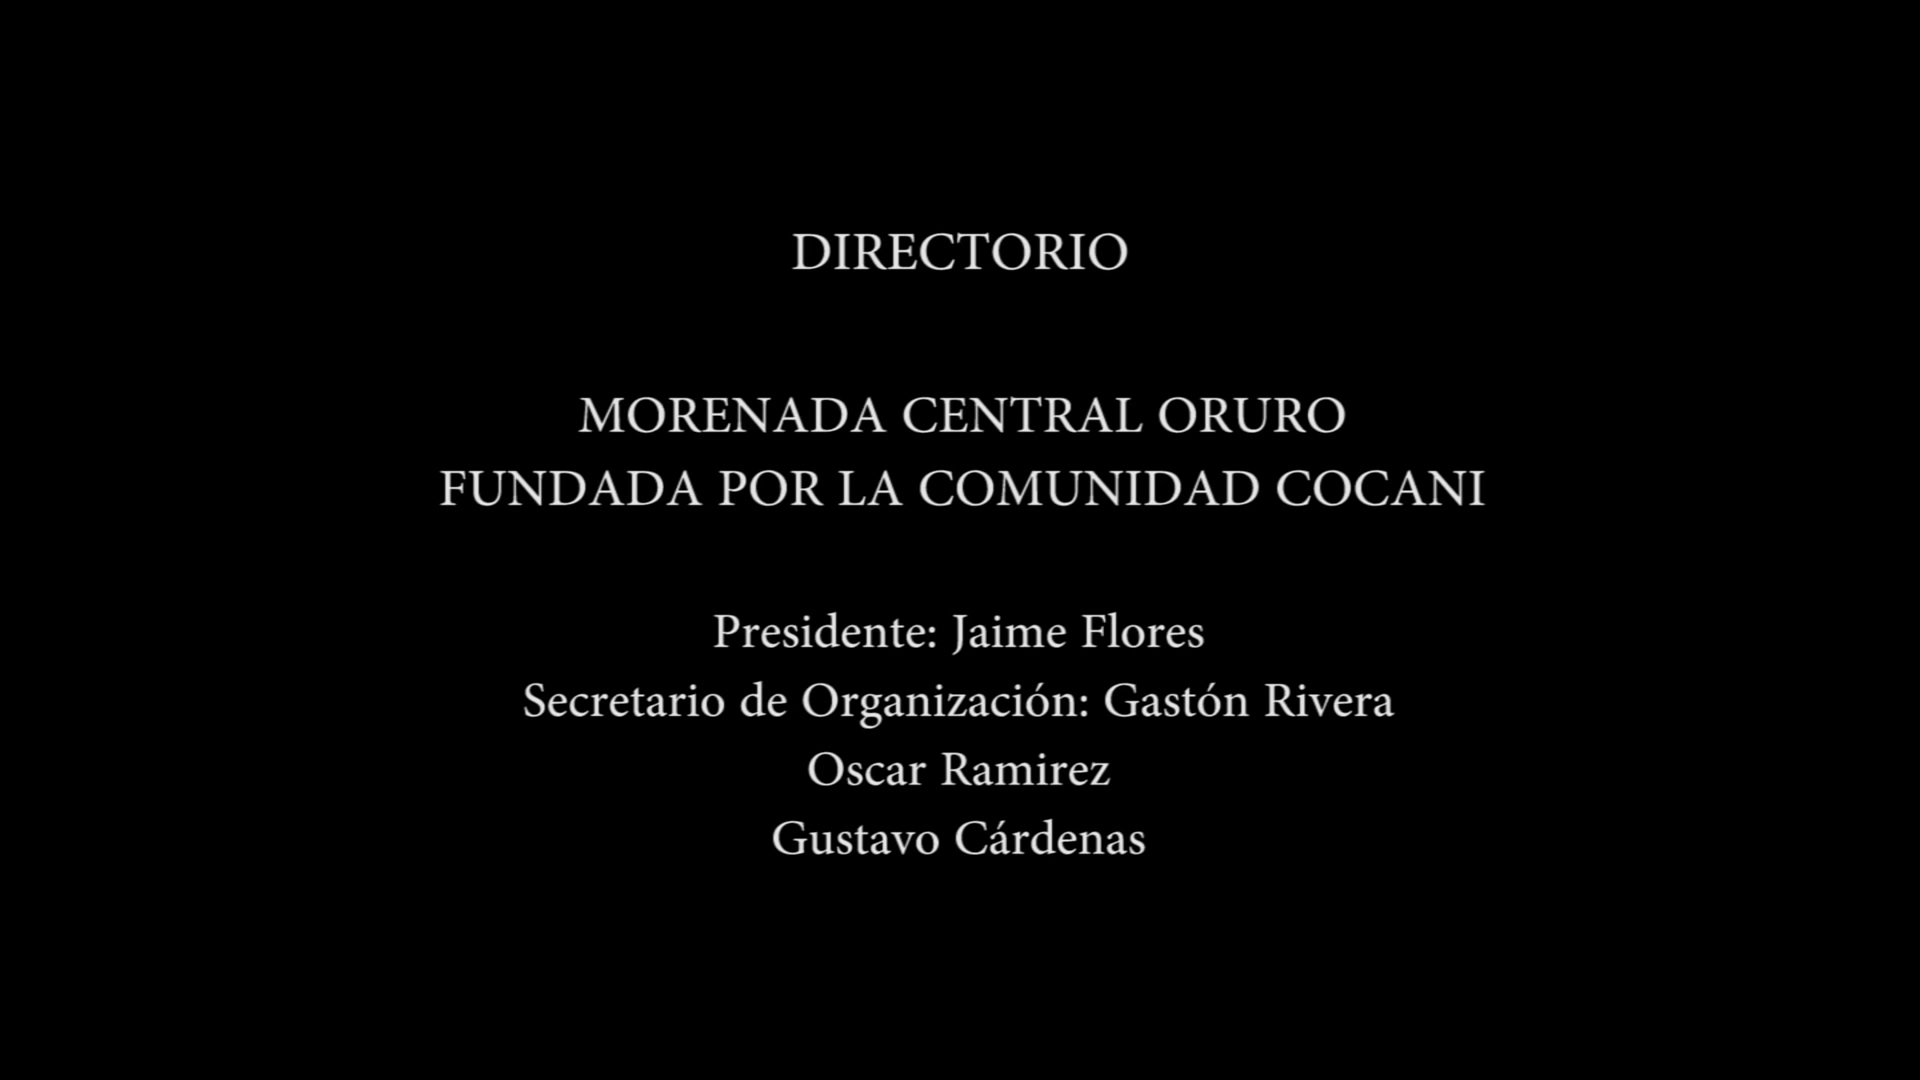 DIRECTORIO
MORENADA CENTRAL ORURO
FUNDADA POR LA COMUNIDAD COCANI
Presidente: Jaime Flores
Secretario de Organización: Gastón Rivera
Oscar Ramirez
Gustavo Cárdenas